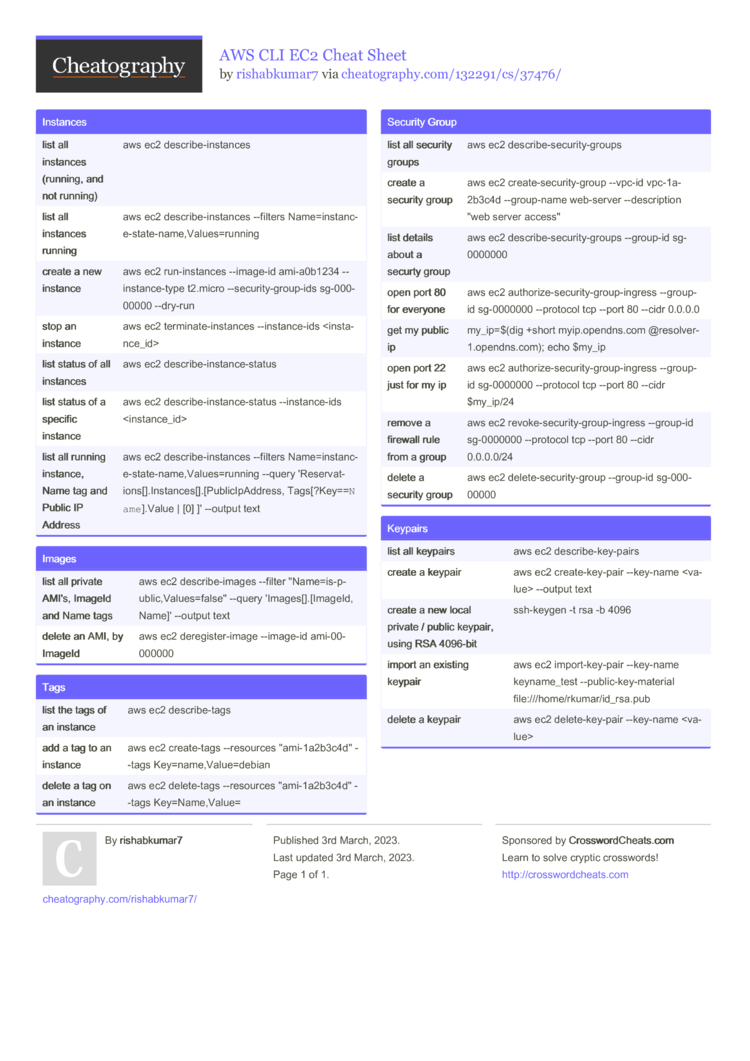 Cheatography
AWS CLI EC2 Cheat Sheet
by rishabkumar7 via cheatography.com/132291/cs/37476/
Instances
list all
instances
(running, and
not running)
aws ec2 describe-instances
list all
instances
running
aws ec2 describe-instances --filters Name=instanc-
e-state-name,Values=running
create a new
instance
aws ec2 run-instances --image-id ami-a0b1234 --
instance-type t2.micro --security-group-ids sg-000-
00000 --dry-run
stop an
instance
aws ec2 terminate-instances --instance-ids <insta-
nce_id>
list status of all
instances
aws ec2 describe-instance-status
list status of a
specific
instance
aws ec2 describe-instance-status --instance-ids
<instance_id>
list all running
instance,
Name tag and
Public IP
Address
aws ec2 describe-instances --filters Name=instanc-
e-state-name,Values=running --query 'Reservat-
ions[].Instances[].[PublicIpAddress, Tags[?Key==N
ame].Value | [0] ]' --output text
Images
list all private
AMI's, ImageId
and Name tags
aws ec2 describe-images --filter "Name=is-p-
ublic,Values=false" --query 'Images[].[ImageId,
Name]' --output text
delete an AMI, by
ImageId
aws ec2 deregister-image --image-id ami-00-
000000
Tags
list the tags of
an instance
aws ec2 describe-tags
add a tag to an
instance
aws ec2 create-tags --resources "ami-1a2b3c4d" -
-tags Key=name,Value=debian
delete a tag on
an instance
aws ec2 delete-tags --resources "ami-1a2b3c4d" -
-tags Key=Name,Value=
Security Group
list all security
groups
aws ec2 describe-security-groups
create a
security group
aws ec2 create-security-group --vpc-id vpc-1a-
2b3c4d --group-name web-server --description
"web server access"
list details
about a
securty group
aws ec2 describe-security-groups --group-id sg-
0000000
open port 80
for everyone
aws ec2 authorize-security-group-ingress --group-
id sg-0000000 --protocol tcp --port 80 --cidr 0.0.0.0
get my public
ip
my_ip=$(dig +short myip.opendns.com @resolver-
1.opendns.com); echo $my_ip
open port 22
just for my ip
aws ec2 authorize-security-group-ingress --group-
id sg-0000000 --protocol tcp --port 80 --cidr
$my_ip/24
remove a
firewall rule
from a group
aws ec2 revoke-security-group-ingress --group-id
sg-0000000 --protocol tcp --port 80 --cidr
0.0.0.0/24
delete a
security group
aws ec2 delete-security-group --group-id sg-000-
00000
Keypairs
list all keypairs
aws ec2 describe-key-pairs
create a keypair
aws ec2 create-key-pair --key-name <va-
lue> --output text
create a new local
private / public keypair,
using RSA 4096-bit
ssh-keygen -t rsa -b 4096
import an existing
keypair
aws ec2 import-key-pair --key-name
keyname_test --public-key-material
file:///home/rkumar/id_rsa.pub
delete a keypair
aws ec2 delete-key-pair --key-name <va-
lue>
C
By rishabkumar7
cheatography.com/rishabkumar7/
Published 3rd March, 2023.
Last updated 3rd March, 2023.
Page 1 of 1.
Sponsored by CrosswordCheats.com
Learn to solve cryptic crosswords!
http://crosswordcheats.com